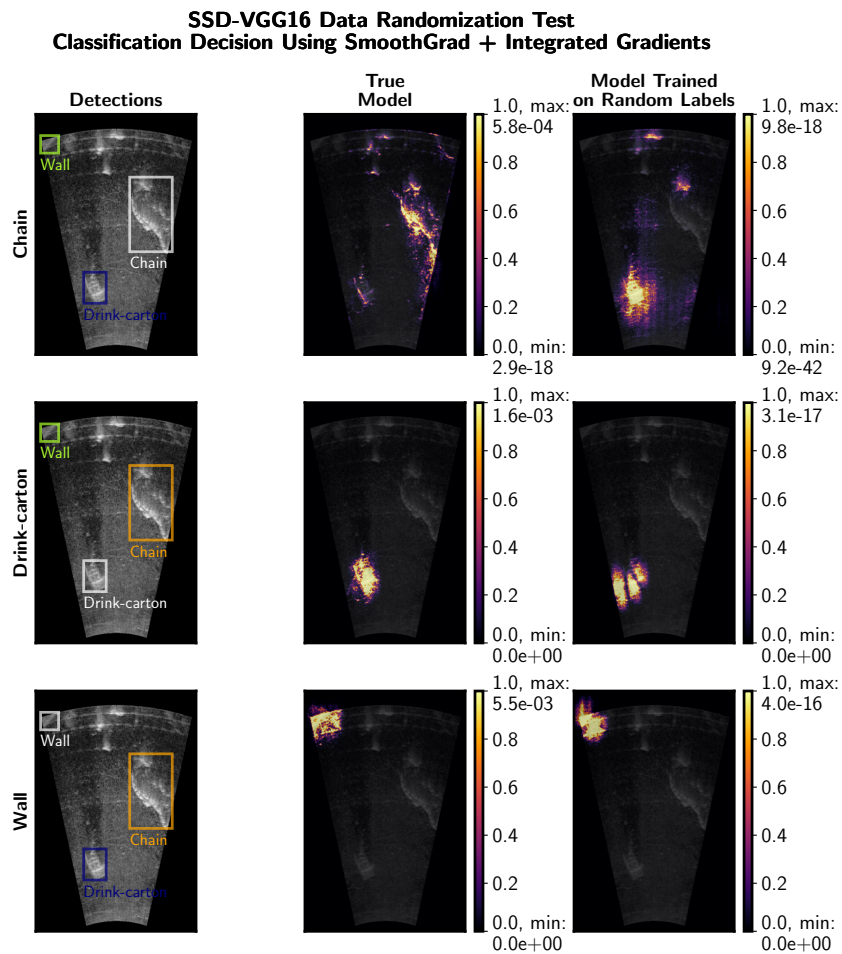 SSD-VGG16 Data Randomization Test
Classification Decision Using SmoothGrad + Integrated Gradients
Detections
True
Model
Model Trained
on Random Labels
Chain
Wall
Chain
Drink-carton
1.0, max:
5.8e-04
0.8
0.6
0.4
0.2
0.0, min:
2.9e-18
1.0, max:
9.8e-18
0.8
0.6
0.4
0.2
0.0, min:
9.2e-42
Drink-carton
Wall
Chain
Drink-carton
1.0, max:
1.6e-03
0.8
0.6
0.4
0.2
0.0, min:
0.0e+00
1.0, max:
3.1e-17
0.8
0.6
0.4
0.2
0.0, min:
0.0e+00
Wall
Wall
Chain
Drink-carton
1.0, max:
5.5e-03
0.8
0.6
0.4
0.2
0.0, min:
0.0e+00
1.0, max:
4.0e-16
0.8
0.6
0.4
0.2
0.0, min:
0.0e+00